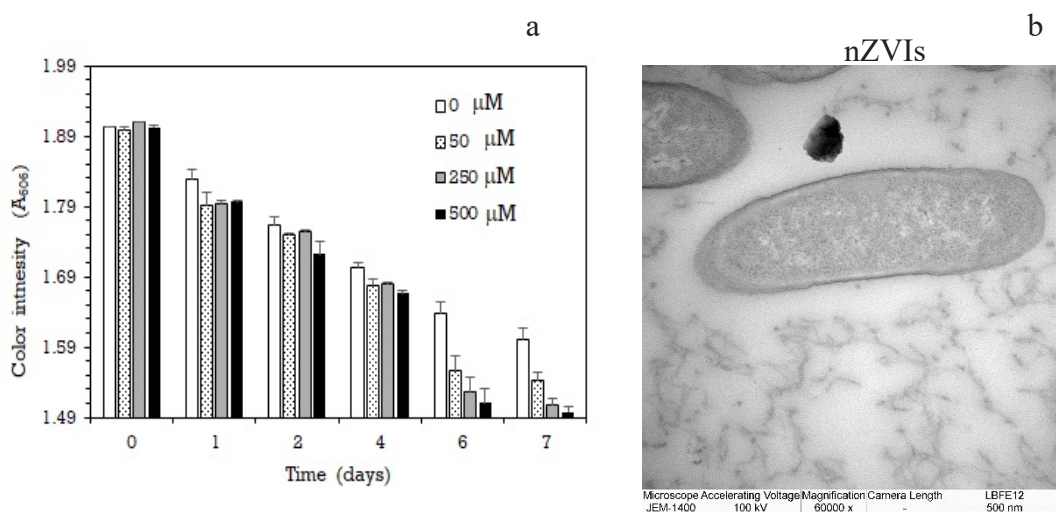 a
1.99
1.89
1.79
1.69
1.59
1.49
Color intnesity (A606)
0 μM
50 μM
250 μM
500 μM
0 1 2 4 6 7
Time (days)
b
nZVIs
Microscope Accelerating Voltage Magnification Camera Length LBFE12
JEM-1400 100 kV 60000 x - 500 nm